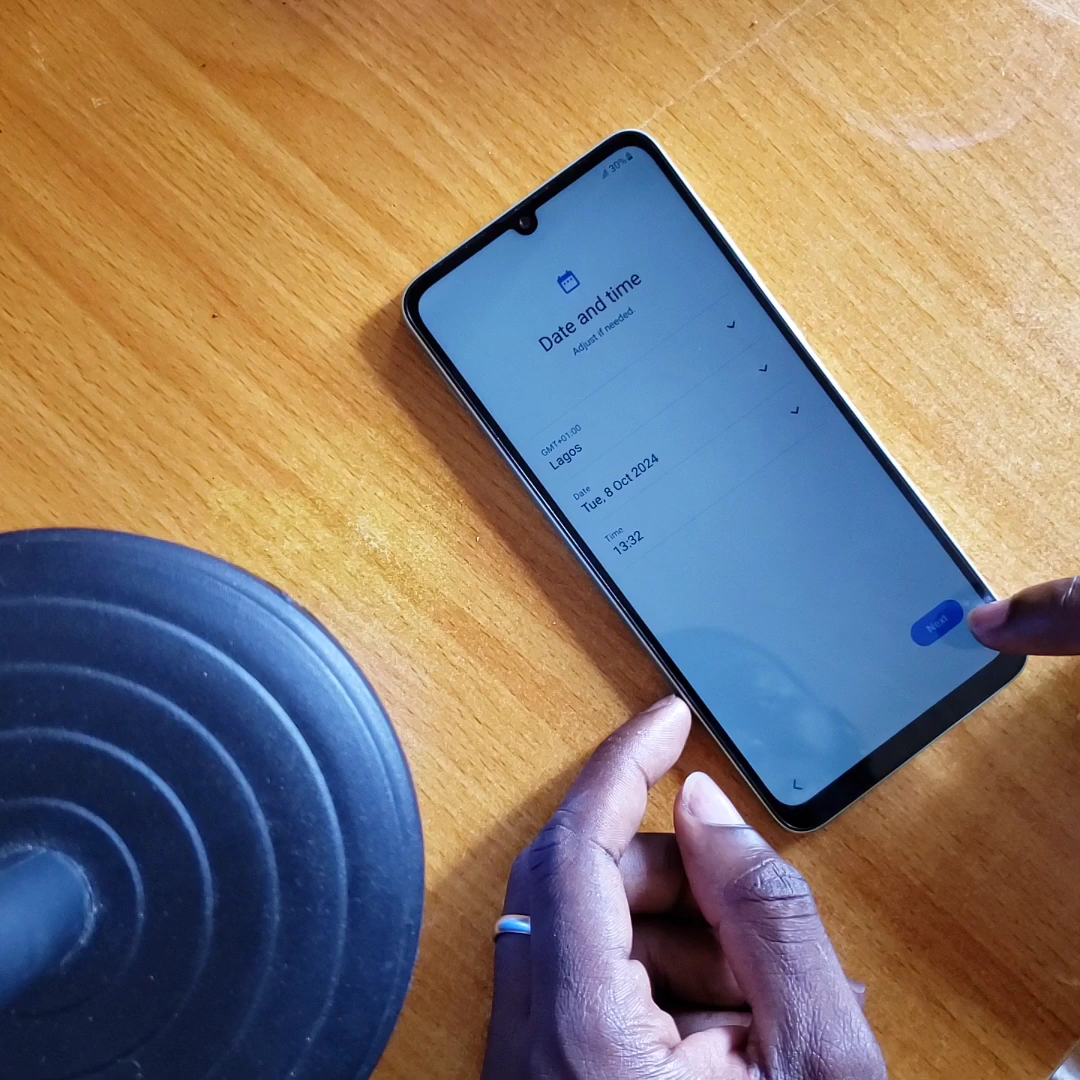 30%
Date and time
Adjust if needed.
GMT+01:00
Lagos
Date
Tue, 8 Oct 2024
Time
13:32
Next